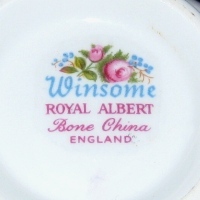 Winsome
ROYAL ALBERT
Bone China
ENGLAND